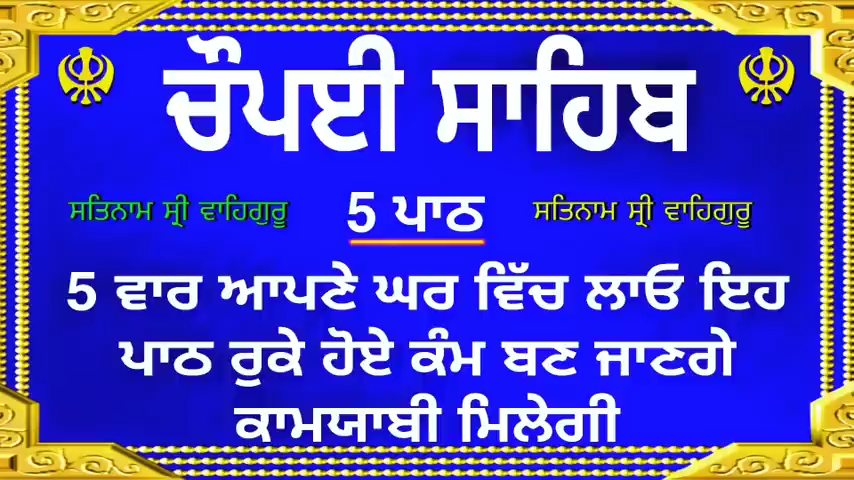 ਚੌਪਈ ਸਾਹਿਬ
ਸਤਿਨਾਮ ਸ੍ਰੀ ਵਾਹਿਗੁਰੂ 5 ਪਾਠ ਸਤਿਨਾਮ ਸ੍ਰੀ ਵਾਹਿਗੁਰੂ
5 ਵਾਰ ਆਪਣੇ ਘਰ ਵਿੱਚ ਲਾਓ ਇਹ
ਪਾਠ ਰੁਕੇ ਹੋਏ ਕੰਮ ਬਣ ਜਾਣਗੇ
ਕਾਮਯਾਬੀ ਮਿਲੇਗੀ